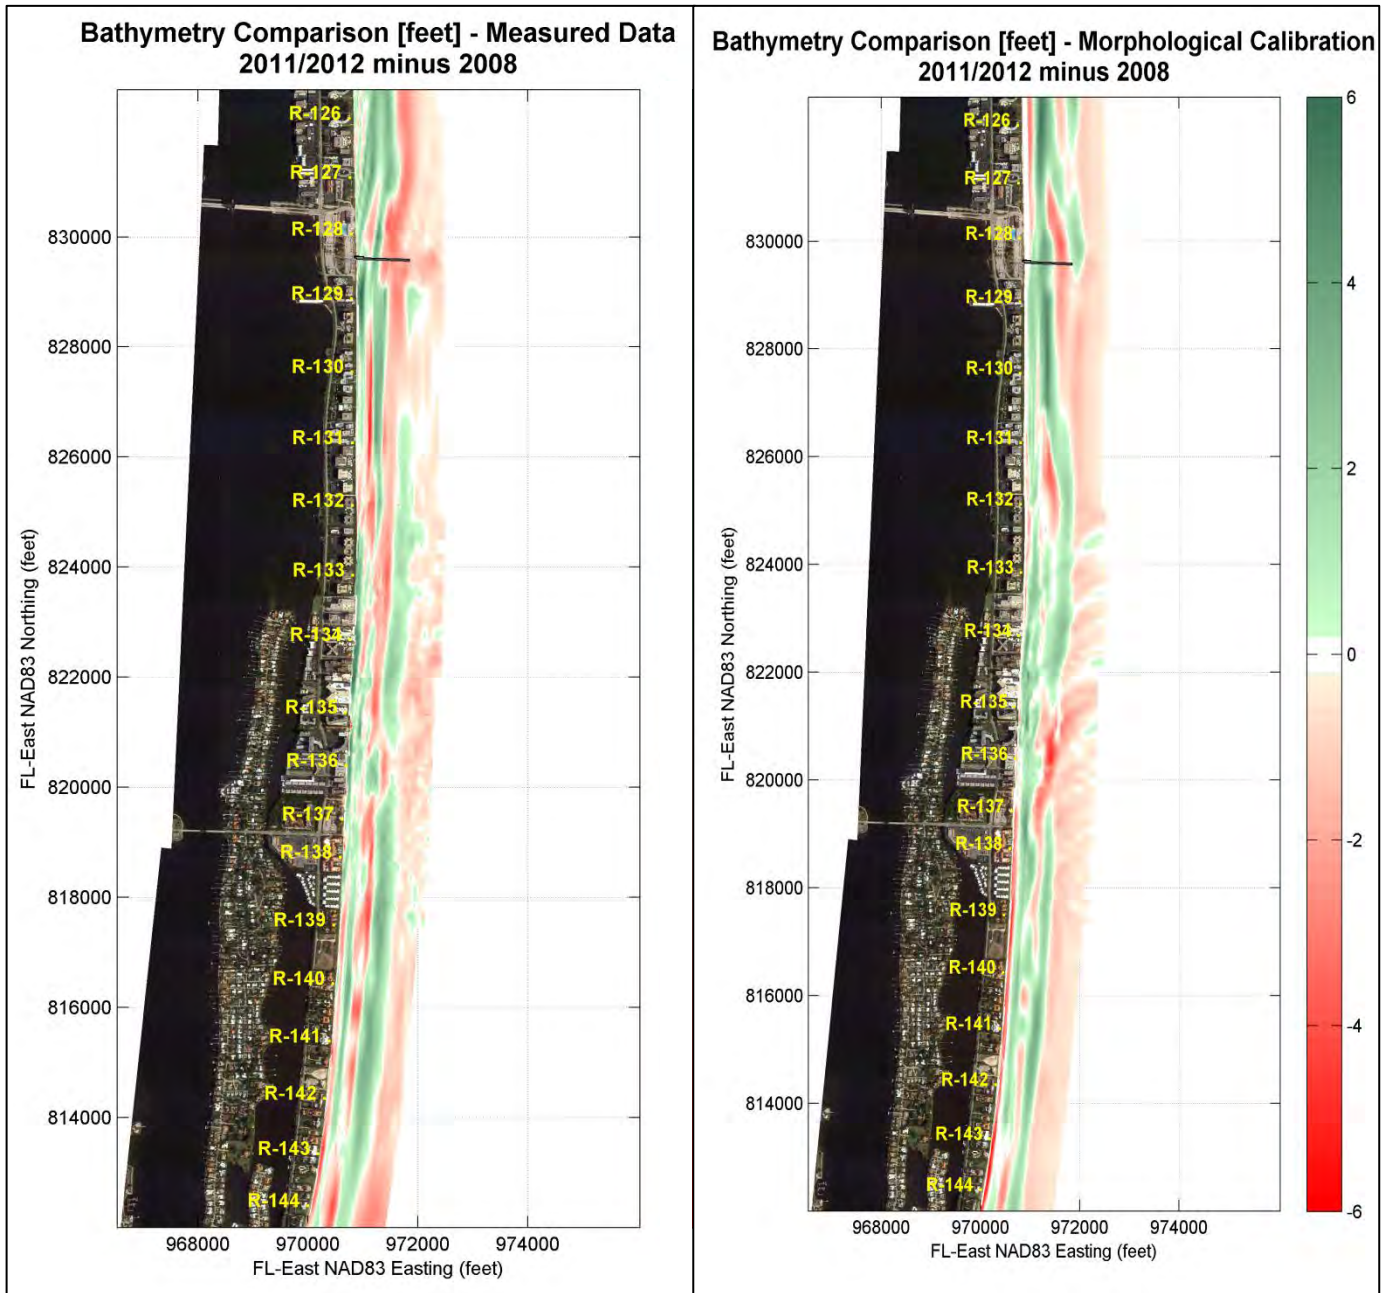 Bathymetry Comparison [feet] - Measured Data
2011/2012 minus 2008
R-126
R-127
R-128
R-129
R-130
R-131
R-132
R-133
R-134
R-135
R-136
R-137
R-138
R-139
R-140
R-141
R-142
R-143
R-144
830000
828000
826000
824000
822000
820000
818000
816000
814000
FL-East NAD83 Northing (feet)
968000 970000 972000 974000
FL-East NAD83 Easting (feet)
Bathymetry Comparison [feet] - Morphological Calibration
2011/2012 minus 2008
R-126
R-127
R-128
R-129
R-130
R-131
R-132
R-133
R-134
R-135
R-136
R-137
R-138
R-139
R-140
R-141
R-142
R-143
R-144
830000
828000
826000
824000
822000
820000
818000
816000
814000
FL-East NAD83 Northing (feet)
968000 970000 972000 974000
FL-East NAD83 Easting (feet)
6
4
2
0
-2
-4
-6